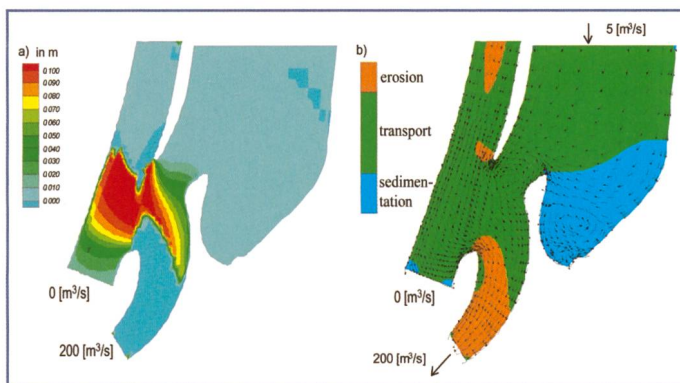 a) in m
0.100
0.090
0.080
0.070
0.060
0.050
0.040
0.030
0.020
0.010
0.000
0 [m³/s]
200 [m³/s]
b)
5 [m³/s]
erosion
transport
sedimen-
tation
0 [m³/s]
200 [m³/s]